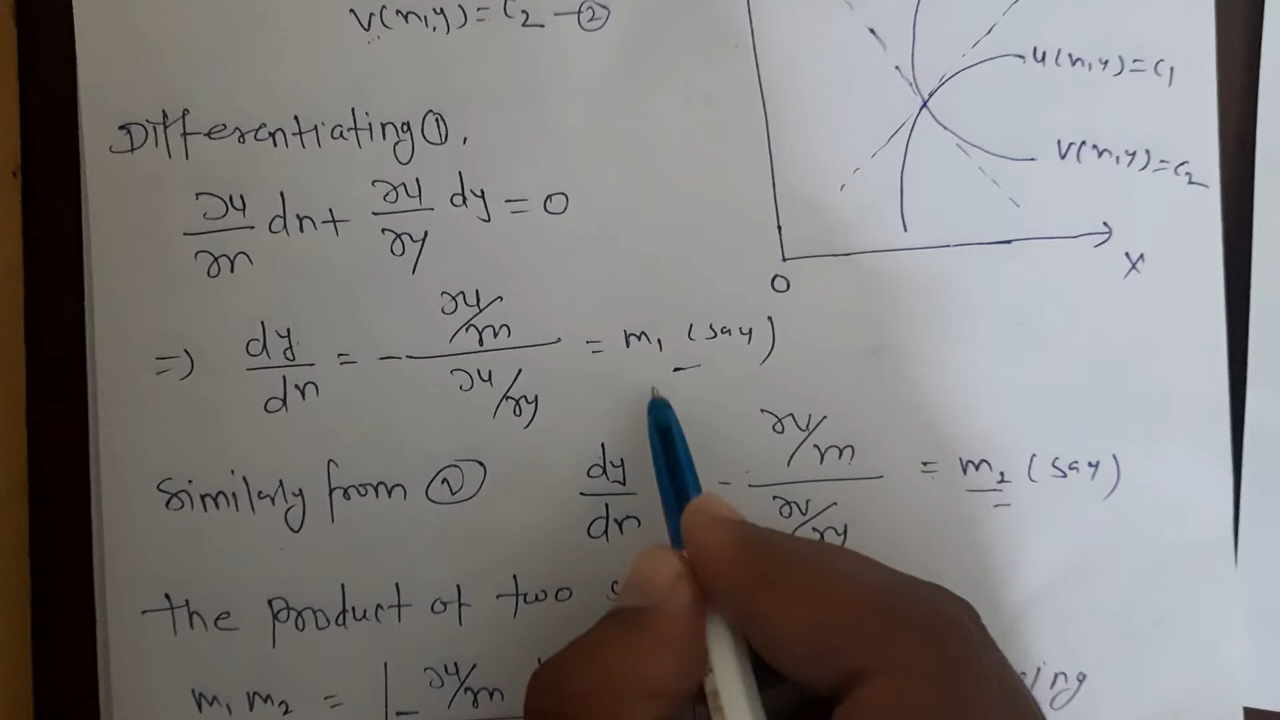 v(x,y) = C₂ —②
u(x,y)=C₁
v(x,y)=C₂
O
X
Differentiating ①,
∂u/∂x dx + ∂u/∂y dy = 0
=> dy/dx = - (∂u/∂x)/(∂u/∂y) = m₁ (say)
Similarly from ② dy/dx - (∂v/∂x)/(∂v/∂y) = m₂ (say)
the product of two
m₁ m₂ = [- ∂u/∂x